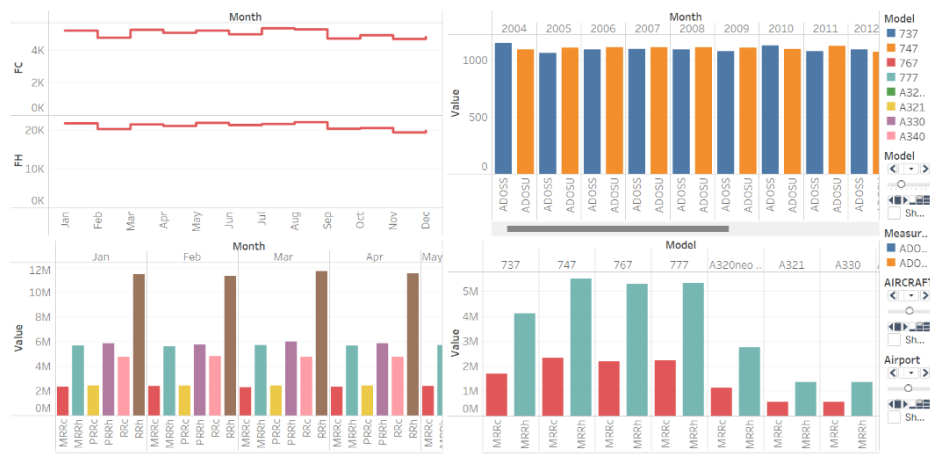 Month
FC
4K
2K
0K
FH
20K
10K
0K
Jan Feb Mar Apr May Jun Jul Aug Sep Oct Nov Dec
Month
2004 2005 2006 2007 2008 2009 2010 2011 2012
Value
1000
500
0
ADOSS ADOSU ADOSS ADOSU ADOSS ADOSU ADOSS ADOSU ADOSS ADOSU ADOSS ADOSU ADOSS ADOSU ADOSS ADOSU ADOSS ADOSU
Model
737
747
767
777
A32..
A321
A330
A340
Model
Sh...
Measur..
ADO..
ADO..
AIRCRAFT
Sh...
Airport
Sh...
Month
Jan Feb Mar Apr May
Value
12M
10M
8M
6M
4M
2M
0M
MRRc MRRh PRRc PRRh RRc RRh MRRc MRRh PRRc PRRh RRc RRh MRRc MRRh PRRc PRRh RRc RRh MRRc MRRh PRRc PRRh RRc RRh MRRc MRRh
Model
737 747 767 777 A320neo .. A321 A330
Value
5M
4M
3M
2M
1M
0M
MRRc MRRh MRRc MRRh MRRc MRRh MRRc MRRh MRRc MRRh MRRc MRRh MRRc MRRh